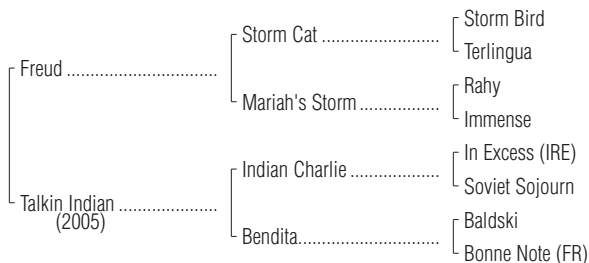 Storm Bird
Storm Cat ..........................
Terlingua
Freud .................................
Rahy
Mariah's Storm ..................
Immense
In Excess (IRE)
Indian Charlie ....................
Soviet Sojourn
Talkin Indian ......................
(2005)
Baldski
Bendita...............................
Bonne Note (FR)